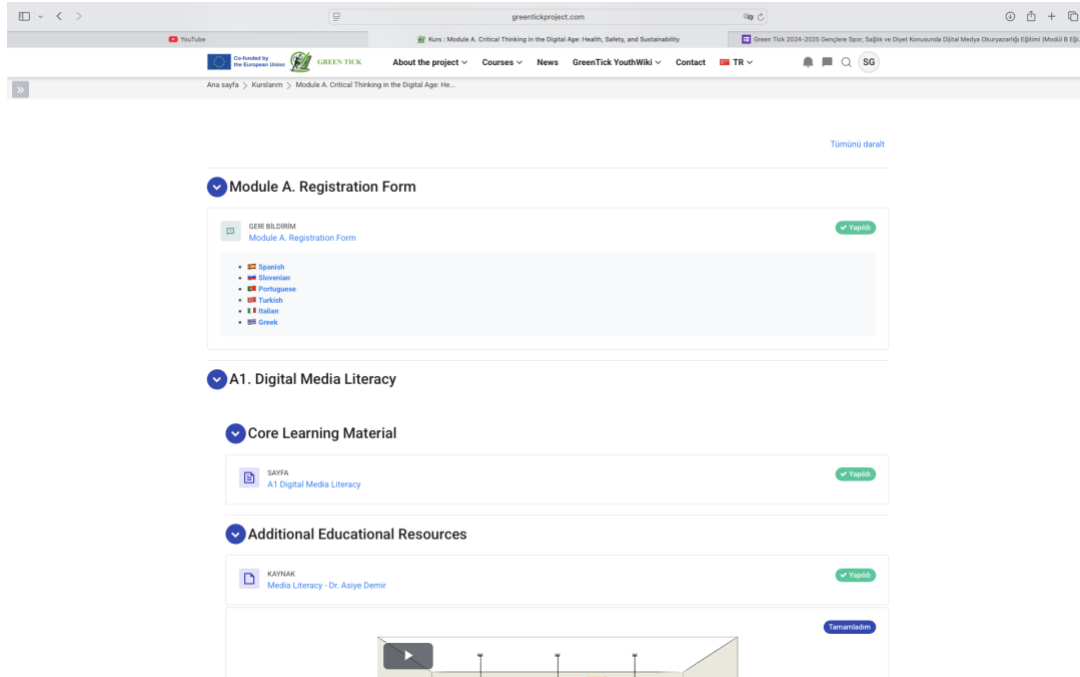 greentickproject.com
YouTube
Kurs : Module A. Critical Thinking in the Digital Age: Health, Safety, and Sustainability
Green Tick 2024-2025 Gençlere Spor, Sağlık ve Diyet Konusunda Dijital Medya Okuryazarlığı Eğitimi (Modül B Eği...
Co-funded by
the European Union
GREEN TICK
About the project
Courses
News
GreenTick YouthWiki
Contact
TR
SG
Ana sayfa > Kurslarım > Module A. Critical Thinking in the Digital Age: He...
Tümünü daralt
Module A. Registration Form
GERİ BİLDİRİM
Module A. Registration Form
Yapıldı
Spanish
Slovenian
Portuguese
Turkish
Italian
Greek
A1. Digital Media Literacy
Core Learning Material
SAYFA
A1 Digital Media Literacy
Yapıldı
Additional Educational Resources
KAYNAK
Media Literacy - Dr. Asiye Demir
Yapıldı
Tamamladım